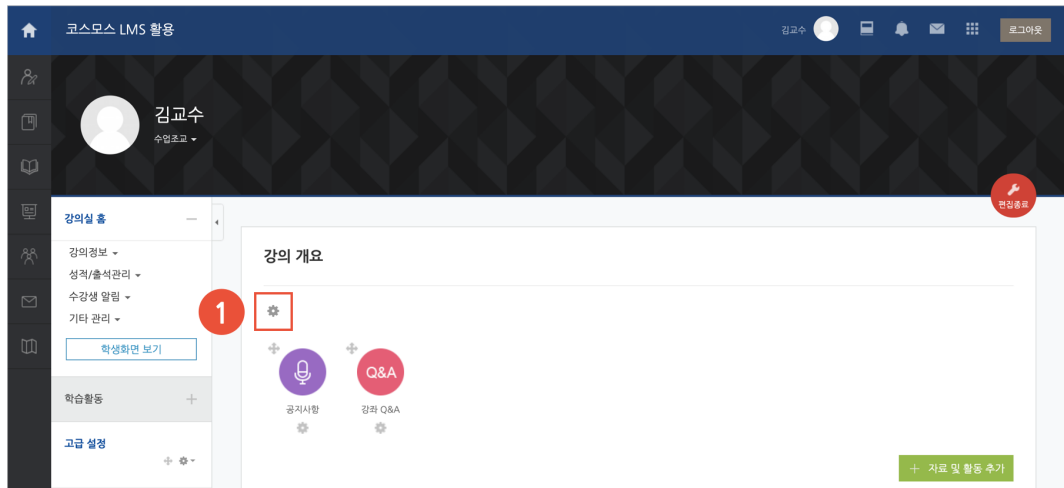 코스모스 LMS 활용
김교수
로그아웃
김교수
수업조교
편집종료
강의실 홈
강의정보
성적/출석관리
수강생 알림
기타 관리
학생화면 보기
학습활동
고급 설정
강의 개요
1
Q&A
공지사항
강좌 Q&A
+ 자료 및 활동 추가